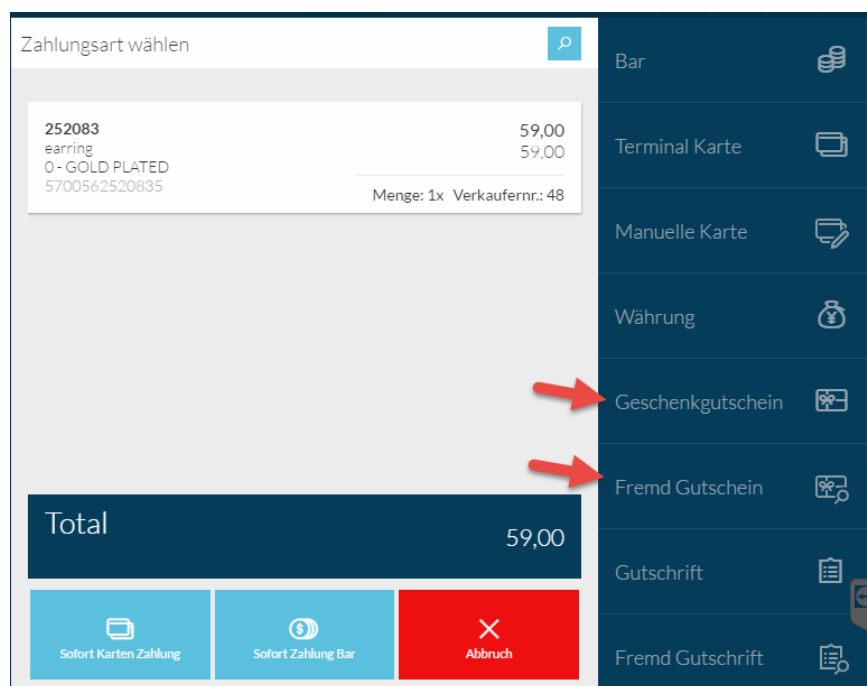 Zahlungsart wählen
252083
59,00
earring
59,00
0 - GOLD PLATED
5700562520835
Menge: 1x Verkaufernr.: 48
Total
59,00
Sofort Karten Zahlung
Sofort Zahlung Bar
Abbruch
Bar
Terminal Karte
Manuelle Karte
Währung
Geschenkgutschein
Fremd Gutschein
Gutschrift
Fremd Gutschrift